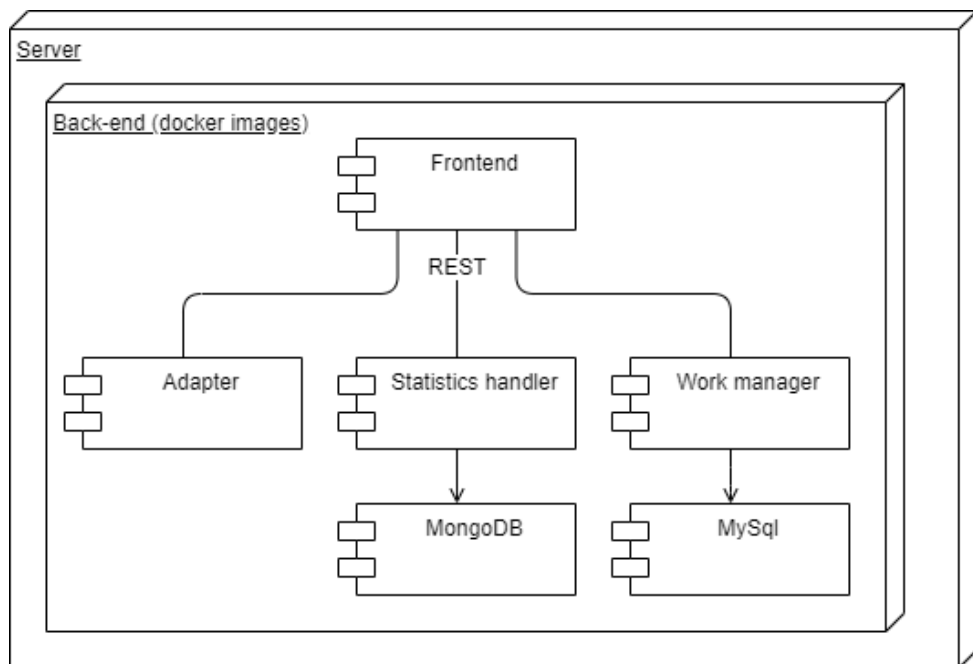 Server
Back-end (docker images)
Frontend
REST
Adapter
Statistics handler
Work manager
MongoDB
MySql